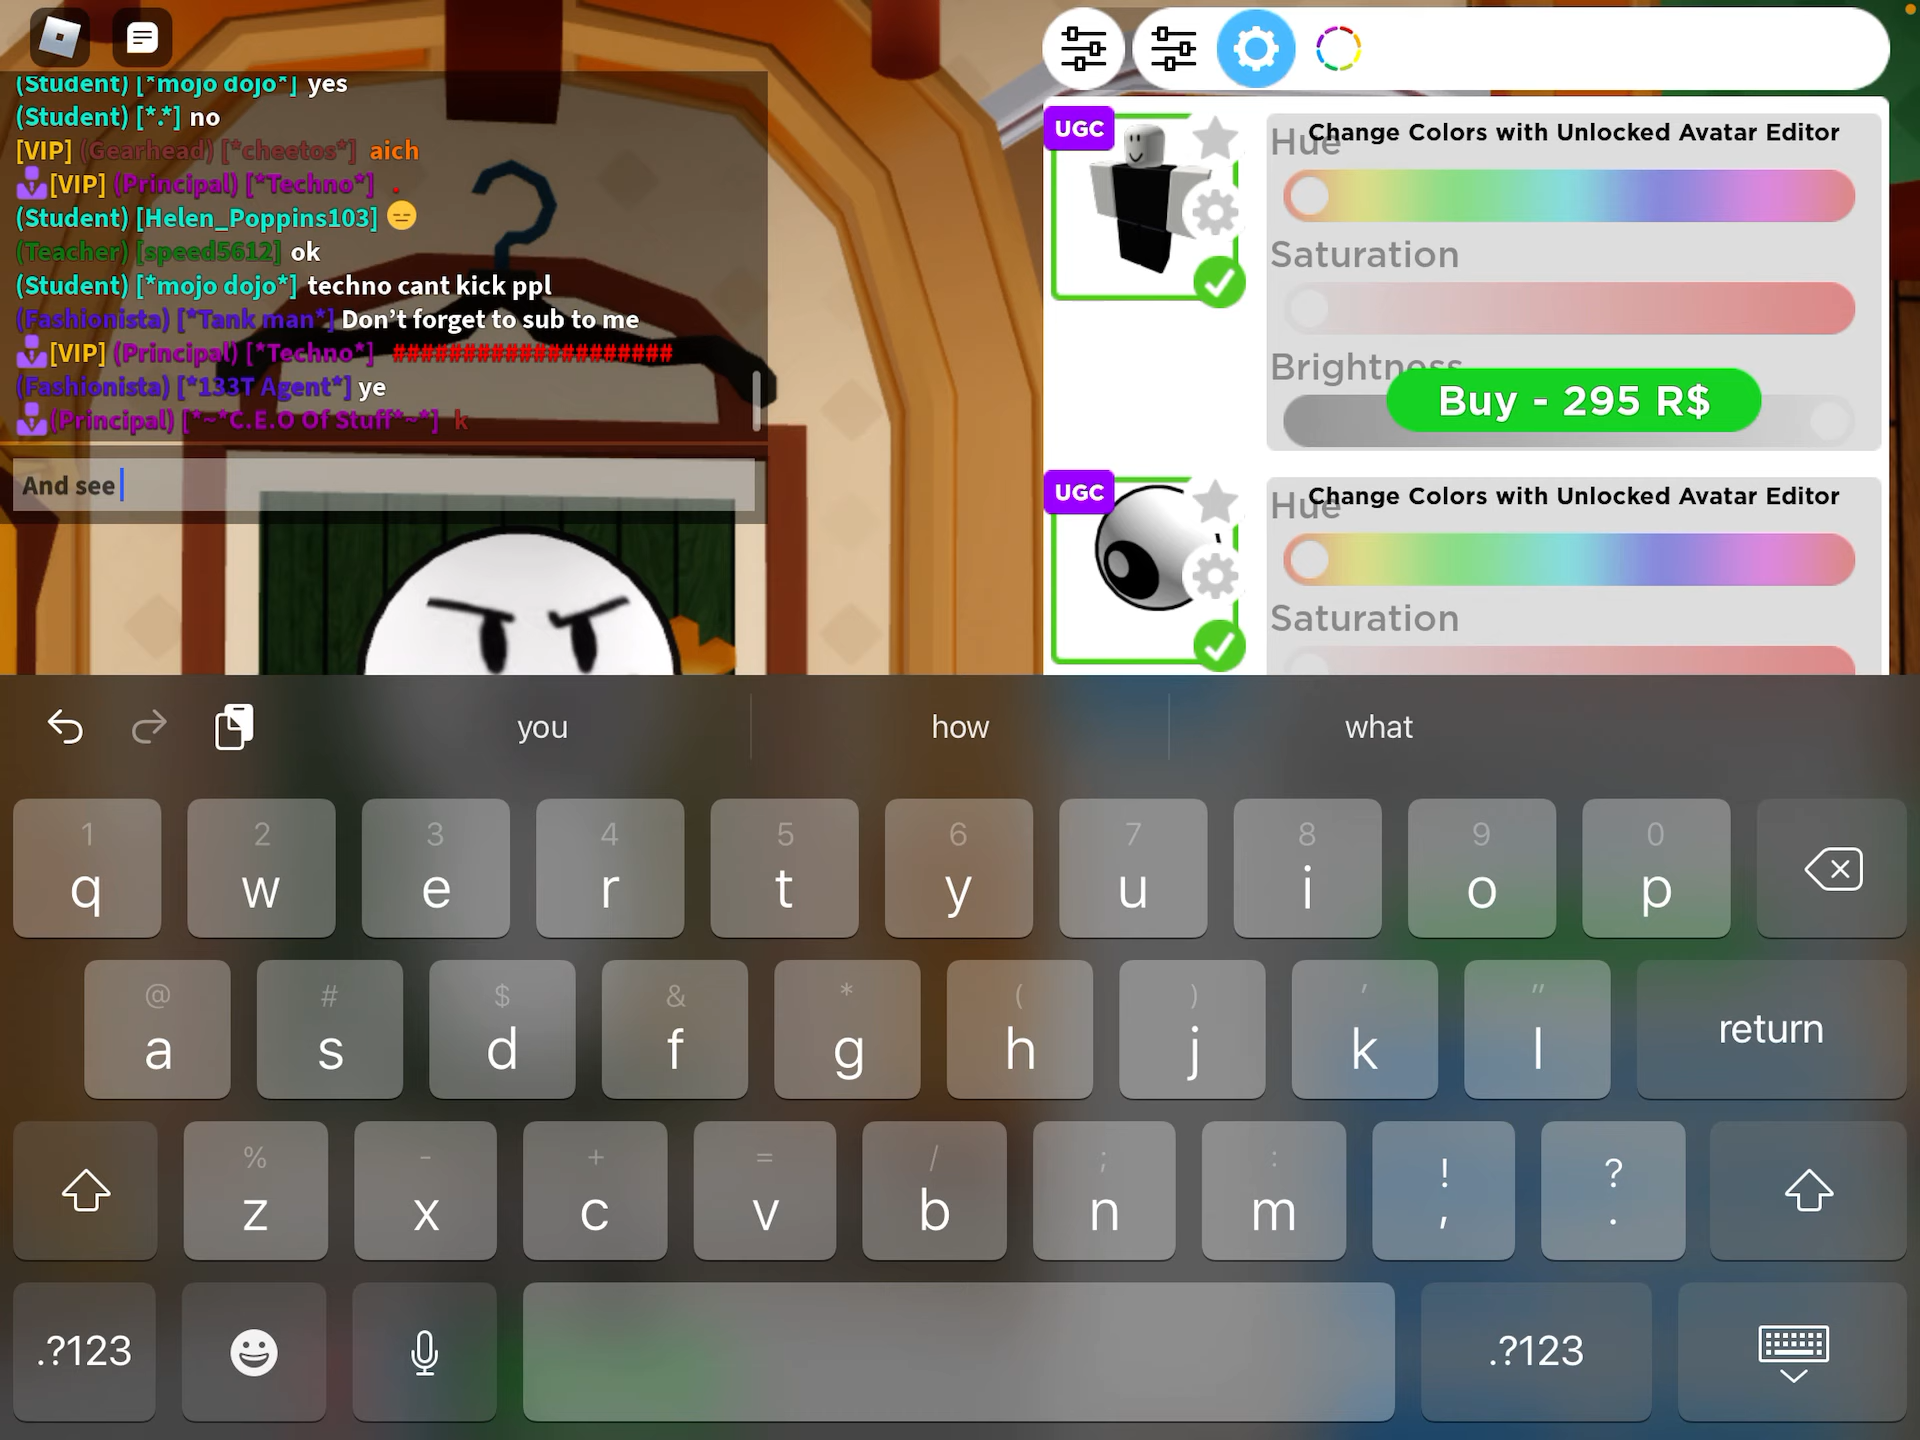 (Student) [*mojo dojo*] yes
(Student) [*.*] no
[VIP] (Gearhead) [*cheetos*] aich
[VIP] (Principal) [*Techno*] .
(Student) [Helen_Poppins103] 😑
(Teacher) [speed5612] ok
(Student) [*mojo dojo*] techno cant kick ppl
(Fashionista) [*Tank man*] Don't forget to sub to me
[VIP] (Principal) [*Techno*] ####################
(Fashionista) [*133T Agent*] ye
(Principal) [*~*C.E.O Of Stuff*~*] k
And see
UGC
Change Colors with Unlocked Avatar Editor
Hue
Saturation
Brightness
Buy - 295 R$
UGC
Change Colors with Unlocked Avatar Editor
Hue
Saturation
you how what
1 2 3 4 5 6 7 8 9 0
q w e r t y u i o p
@ # $ & * ( ) ' "
a s d f g h j k l return
% - + = / ; : ! ?
z x c v b n m , .
.?123 .?123